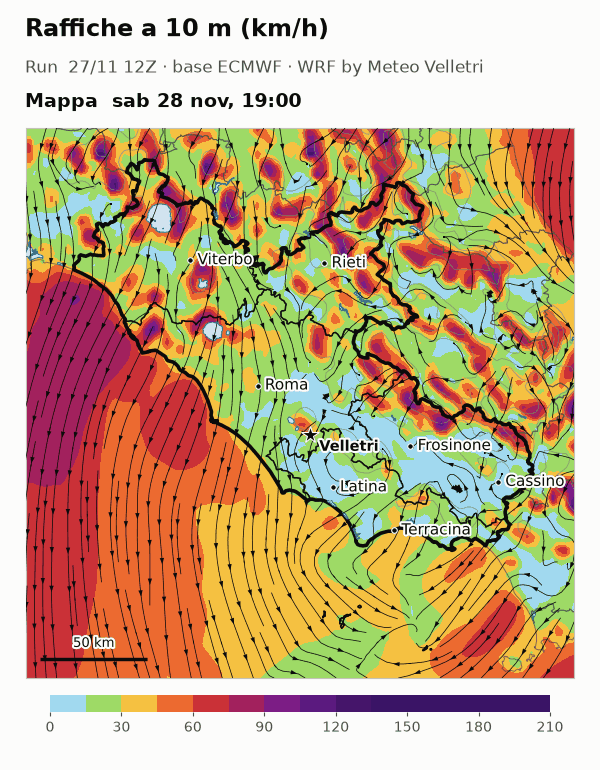 Raffiche a 10 m (km/h)
Run  27/11 12Z · base ECMWF · WRF by Meteo Velletri
Mappa  sab 28 nov, 19:00
Viterbo
Rieti
Roma
Velletri
Frosinone
Latina
Cassino
Terracina
50 km
0 30 60 90 120 150 180 210